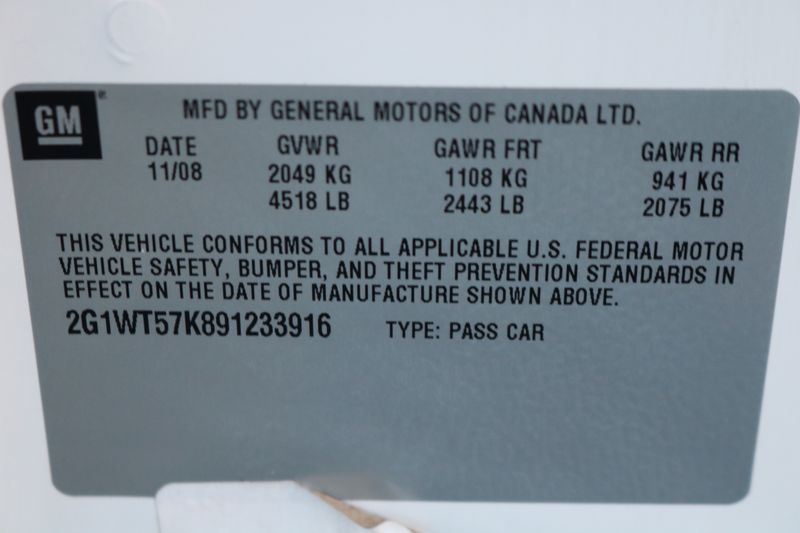 GM
MFD BY GENERAL MOTORS OF CANADA LTD.
DATE GVWR GAWR FRT GAWR RR
11/08 2049 KG 1108 KG 941 KG
4518 LB 2443 LB 2075 LB
THIS VEHICLE CONFORMS TO ALL APPLICABLE U.S. FEDERAL MOTOR
VEHICLE SAFETY, BUMPER, AND THEFT PREVENTION STANDARDS IN
EFFECT ON THE DATE OF MANUFACTURE SHOWN ABOVE.
2G1WT57K891233916 TYPE: PASS CAR